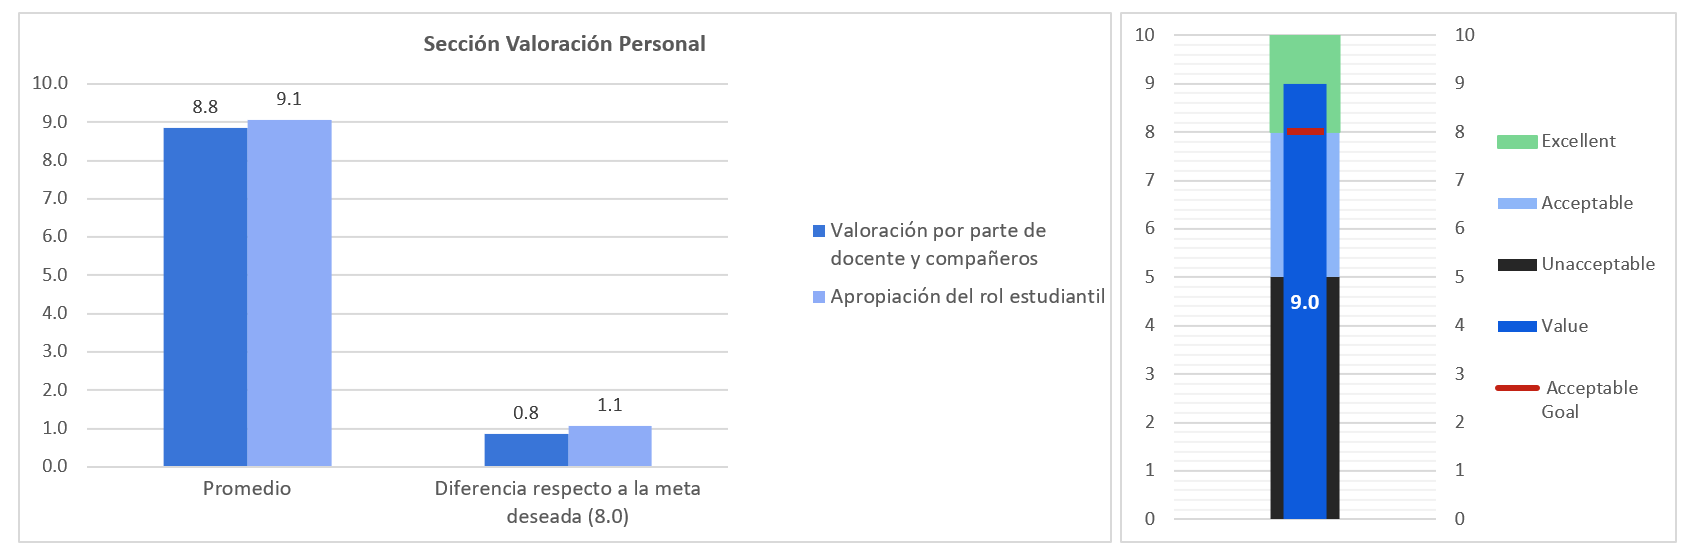 Sección Valoración Personal
10.0
9.0
8.0
7.0
6.0
5.0
4.0
3.0
2.0
1.0
0.0
8.8
9.1
0.8
1.1
Promedio
Diferencia respecto a la meta
deseada (8.0)
Valoración por parte de
docente y compañeros
Apropiación del rol estudiantil
10
9
8
7
6
5
4
3
2
1
0
9.0
10
9
8
7
6
5
4
3
2
1
0
Excellent
Acceptable
Unacceptable
Value
Acceptable
Goal